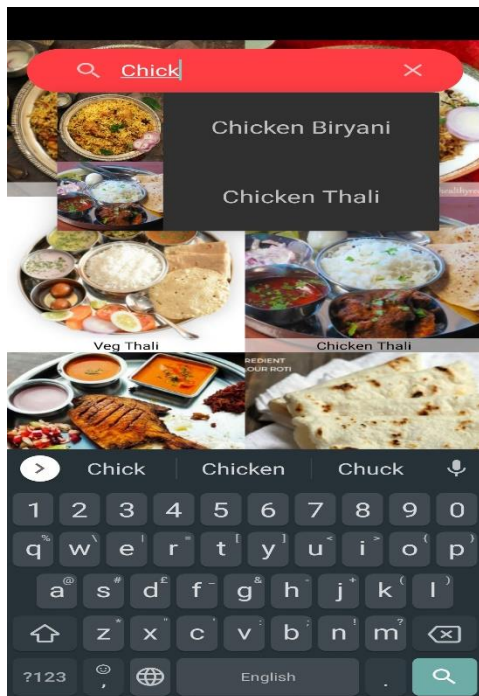 Chick
Chicken Biryani
Chicken Thali
Veg Thali
Chicken Thali
REDIENT
OUR ROTI
Chick Chicken Chuck
1 2 3 4 5 6 7 8 9 0
q w e r t y u i o p
a s d f g h j k l
z x c v b n m
?123 , English .